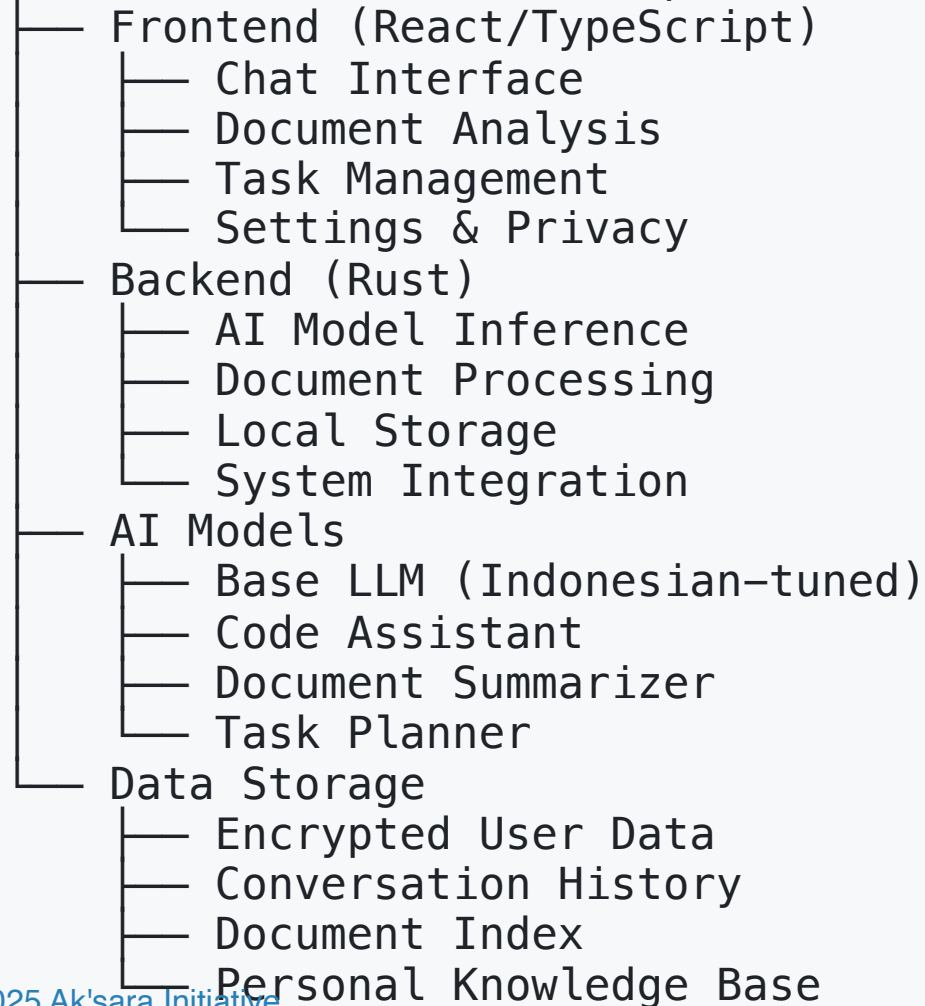 ├── Frontend (React/TypeScript)
│   ├── Chat Interface
│   ├── Document Analysis
│   ├── Task Management
│   └── Settings & Privacy
├── Backend (Rust)
│   ├── AI Model Inference
│   ├── Document Processing
│   ├── Local Storage
│   └── System Integration
├── AI Models
│   ├── Base LLM (Indonesian-tuned)
│   ├── Code Assistant
│   ├── Document Summarizer
│   └── Task Planner
└── Data Storage
    ├── Encrypted User Data
    ├── Conversation History
    ├── Document Index
    └── Personal Knowledge Base
025 Ak'sara Initiative